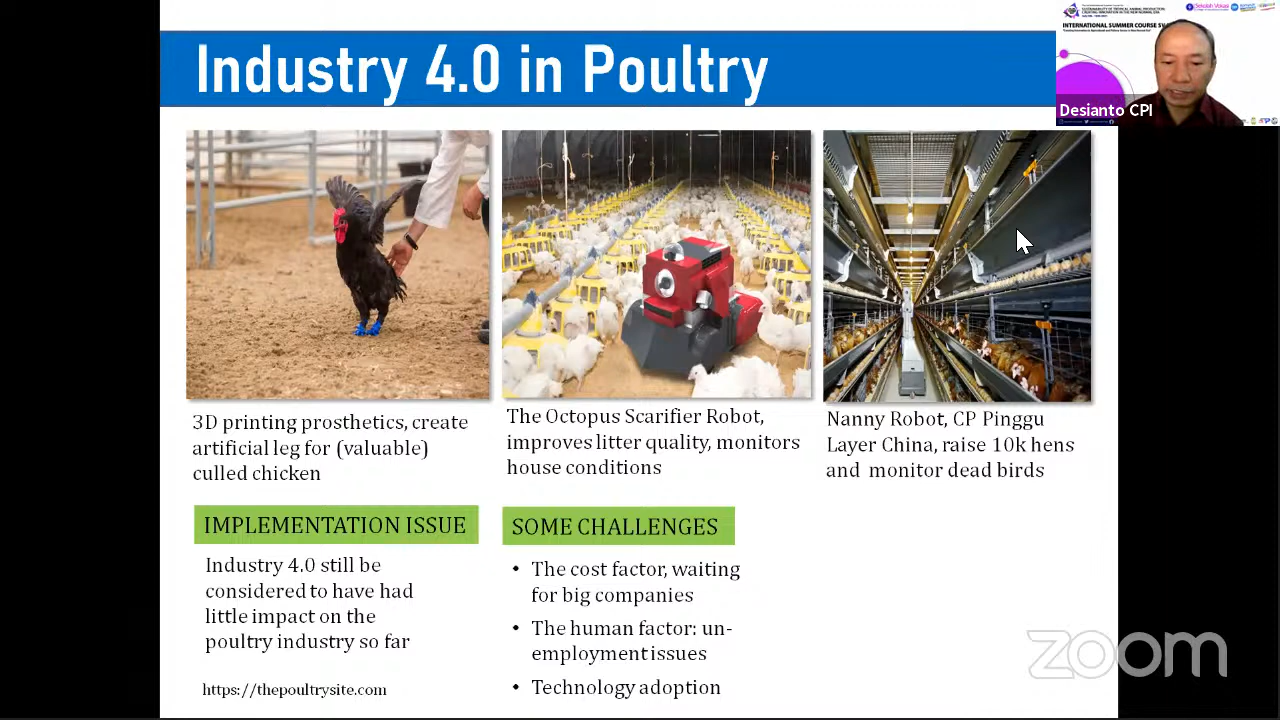 Industry 4.0 in Poultry
INTERNATIONAL SUMMER COURSE
Desianto CPI
3D printing prosthetics, create
artificial leg for (valuable)
culled chicken
The Octopus Scarifier Robot,
improves litter quality, monitors
house conditions
Nanny Robot, CP Pinggu
Layer China, raise 10k hens
and monitor dead birds
IMPLEMENTATION ISSUE
Industry 4.0 still be
considered to have had
little impact on the
poultry industry so far
https://thepoultrysite.com
SOME CHALLENGES
• The cost factor, waiting
for big companies
• The human factor: un-
employment issues
• Technology adoption
zoom